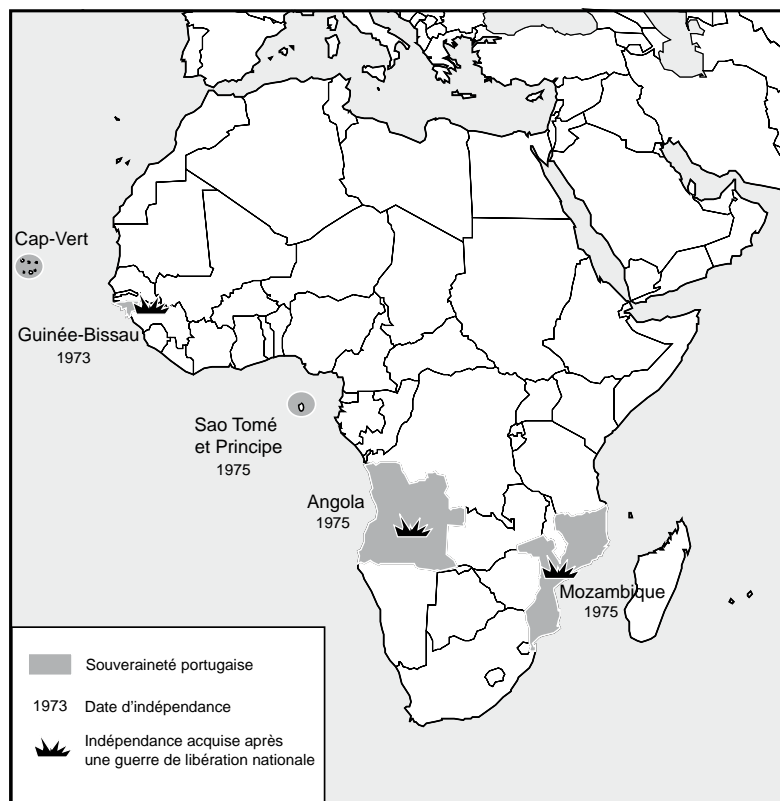 Cap-Vert
Guinée-Bissau
1973
Sao Tomé
et Principe
1975
Angola
1975
Mozambique
1975
Souveraineté portugaise
1973 Date d'indépendance
Indépendance acquise après
une guerre de libération nationale